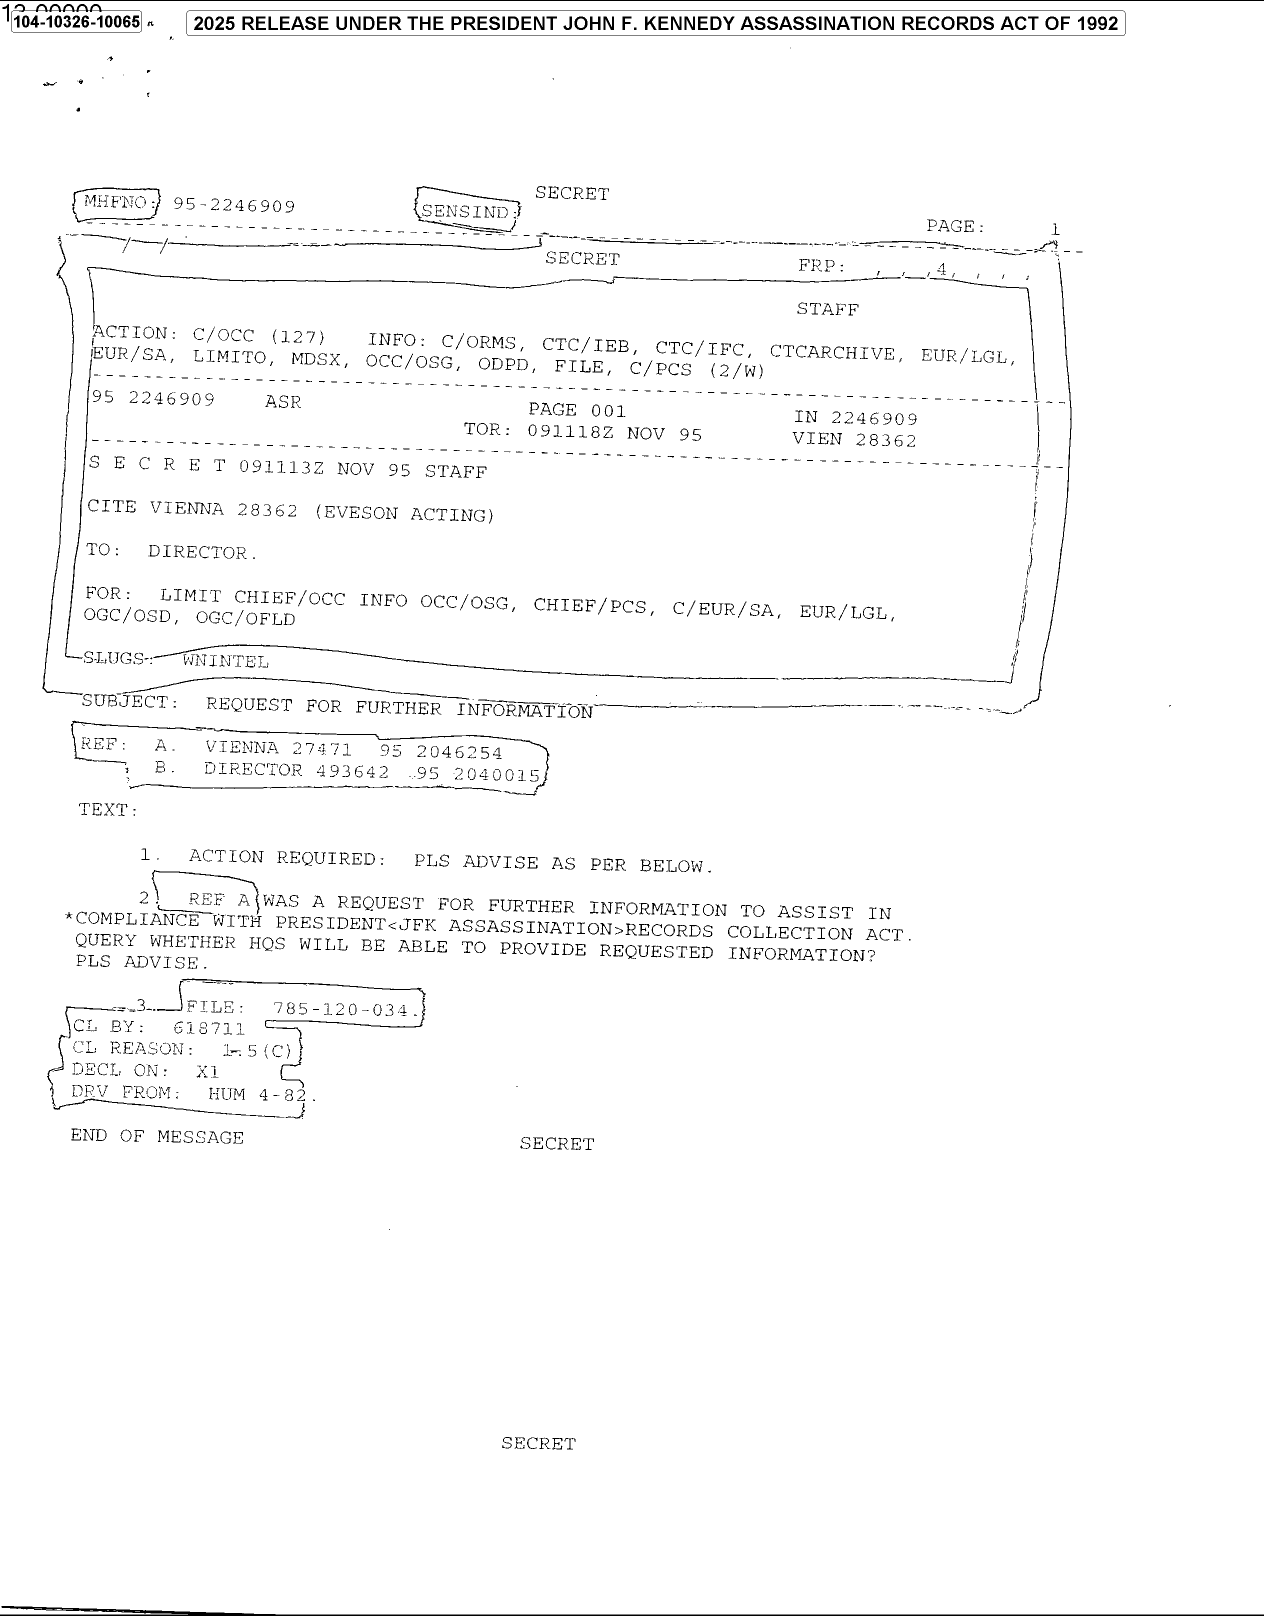 104-10326-10065
2025 RELEASE UNDER THE PRESIDENT JOHN F. KENNEDY ASSASSINATION RECORDS ACT OF 1992
SECRET
MHFNO: 95-2246909 SENSIND:
PAGE: 1
/ /
SECRET FRP: , , ,4, , , ,
STAFF
ACTION: C/OCC (127) INFO: C/ORMS, CTC/IEB, CTC/IFC, CTCARCHIVE, EUR/LGL,
EUR/SA, LIMITO, MDSX, OCC/OSG, ODPD, FILE, C/PCS (2/W)
95 2246909 ASR PAGE 001 IN 2246909
TOR: 091118Z NOV 95 VIEN 28362
S E C R E T 091113Z NOV 95 STAFF
CITE VIENNA 28362 (EVESON ACTING)
TO: DIRECTOR.
FOR: LIMIT CHIEF/OCC INFO OCC/OSG, CHIEF/PCS, C/EUR/SA, EUR/LGL,
OGC/OSD, OGC/OFLD
SLUGS: WNINTEL
SUBJECT: REQUEST FOR FURTHER INFORMATION
REF: A. VIENNA 27471 95 2046254
B. DIRECTOR 493642 95 2040015
TEXT:
1. ACTION REQUIRED: PLS ADVISE AS PER BELOW.
2. REF A WAS A REQUEST FOR FURTHER INFORMATION TO ASSIST IN
*COMPLIANCE WITH PRESIDENT<JFK ASSASSINATION>RECORDS COLLECTION ACT.
QUERY WHETHER HQS WILL BE ABLE TO PROVIDE REQUESTED INFORMATION?
PLS ADVISE.
3. FILE: 785-120-034.
CL BY: 618711
CL REASON: 1.5(C)
DECL ON: X1
DRV FROM: HUM 4-82.
END OF MESSAGE SECRET
SECRET